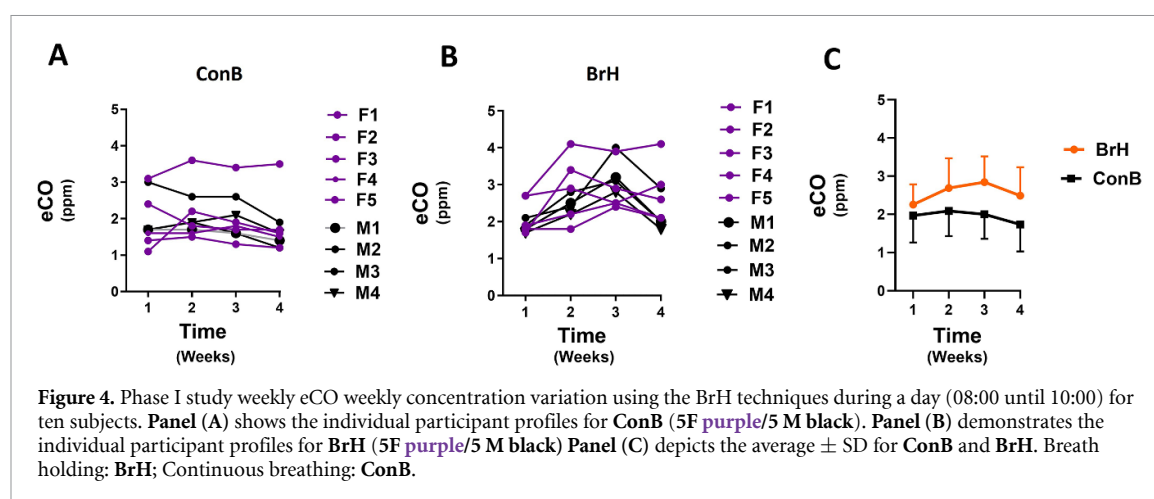 A
B
C
ConB
BrH
5
4
3
2
1
0
eCO
(ppm)
1 2 3 4
Time
(Weeks)
F1
F2
F3
F4
F5
M1
M2
M3
M4
5
4
3
2
1
0
eCO
(ppm)
1 2 3 4
Time
(Weeks)
F1
F2
F3
F4
F5
M1
M2
M3
M4
5
4
3
2
1
0
eCO
(ppm)
1 2 3 4
Time
(Weeks)
BrH
ConB
Figure 4. Phase I study weekly eCO weekly concentration variation using the BrH techniques during a day (08:00 until 10:00) for
ten subjects. Panel (A) shows the individual participant profiles for ConB (5F purple/5 M black). Panel (B) demonstrates the
individual participant profiles for BrH (5F purple/5 M black) Panel (C) depicts the average ± SD for ConB and BrH. Breath
holding: BrH; Continuous breathing: ConB.